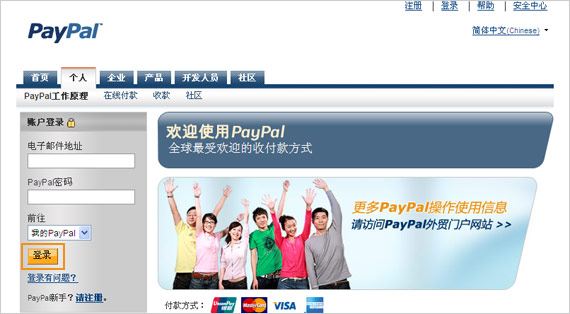 注册 | 登录 | 帮助 | 安全中心
PayPal
简体中文(Chinese)
首页 个人 企业 产品 开发人员 社区
PayPal工作原理 在线付款 收款 社区
账户登录
电子邮件地址
PayPal密码
前往
我的PayPal
登录
登录有问题?
PayPal新手? 请注册。
欢迎使用PayPal
全球最受欢迎的收付款方式
更多PayPal操作使用信息
请访问PayPal外贸门户网站 >>
付款方式: UnionPay 银联 MasterCard VISA